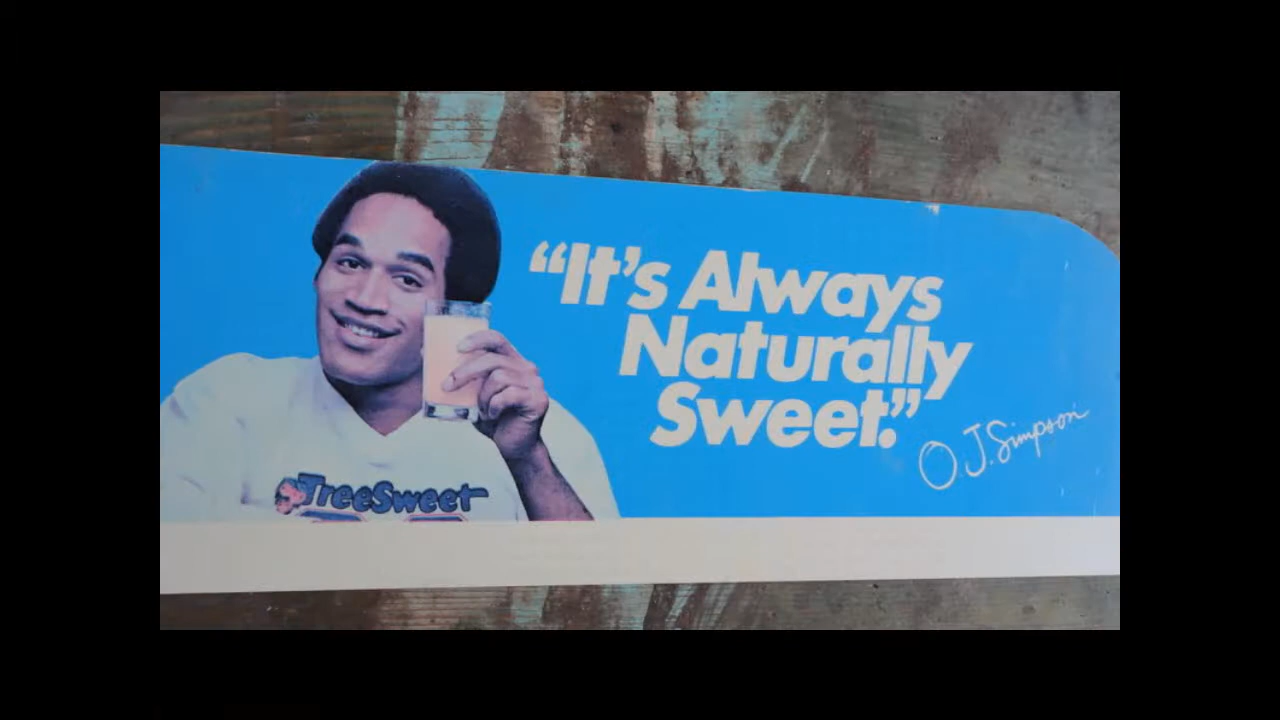 “It’s Always
Naturally
Sweet.”
O.J. Simpson
TreeSweet